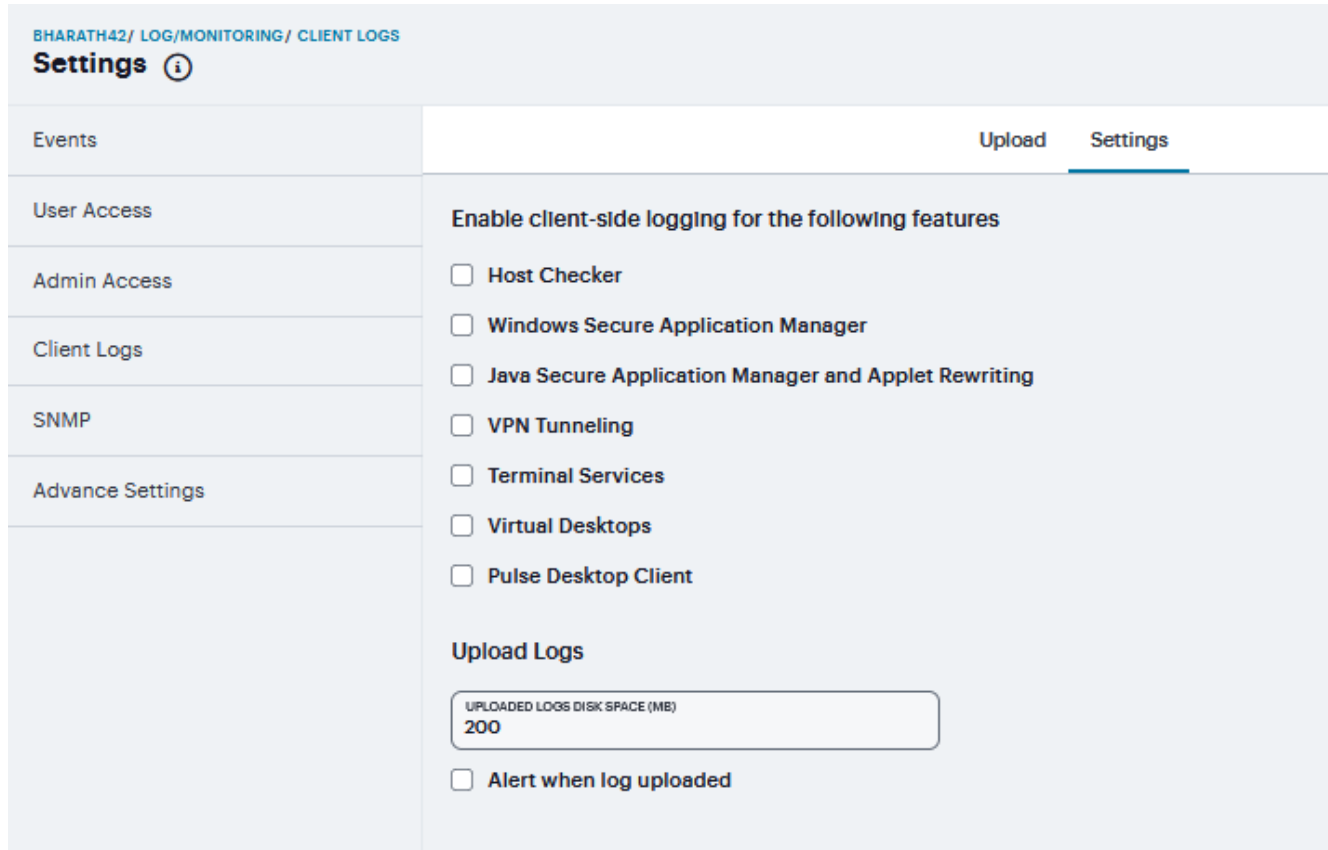 BHARATH42/ LOG/MONITORING/ CLIENT LOGS
Settings
Events
User Access
Admin Access
Client Logs
SNMP
Advance Settings
Upload Settings
Enable client-side logging for the following features
Host Checker
Windows Secure Application Manager
Java Secure Application Manager and Applet Rewriting
VPN Tunneling
Terminal Services
Virtual Desktops
Pulse Desktop Client
Upload Logs
UPLOADED LOGS DISK SPACE (MB)
200
Alert when log uploaded